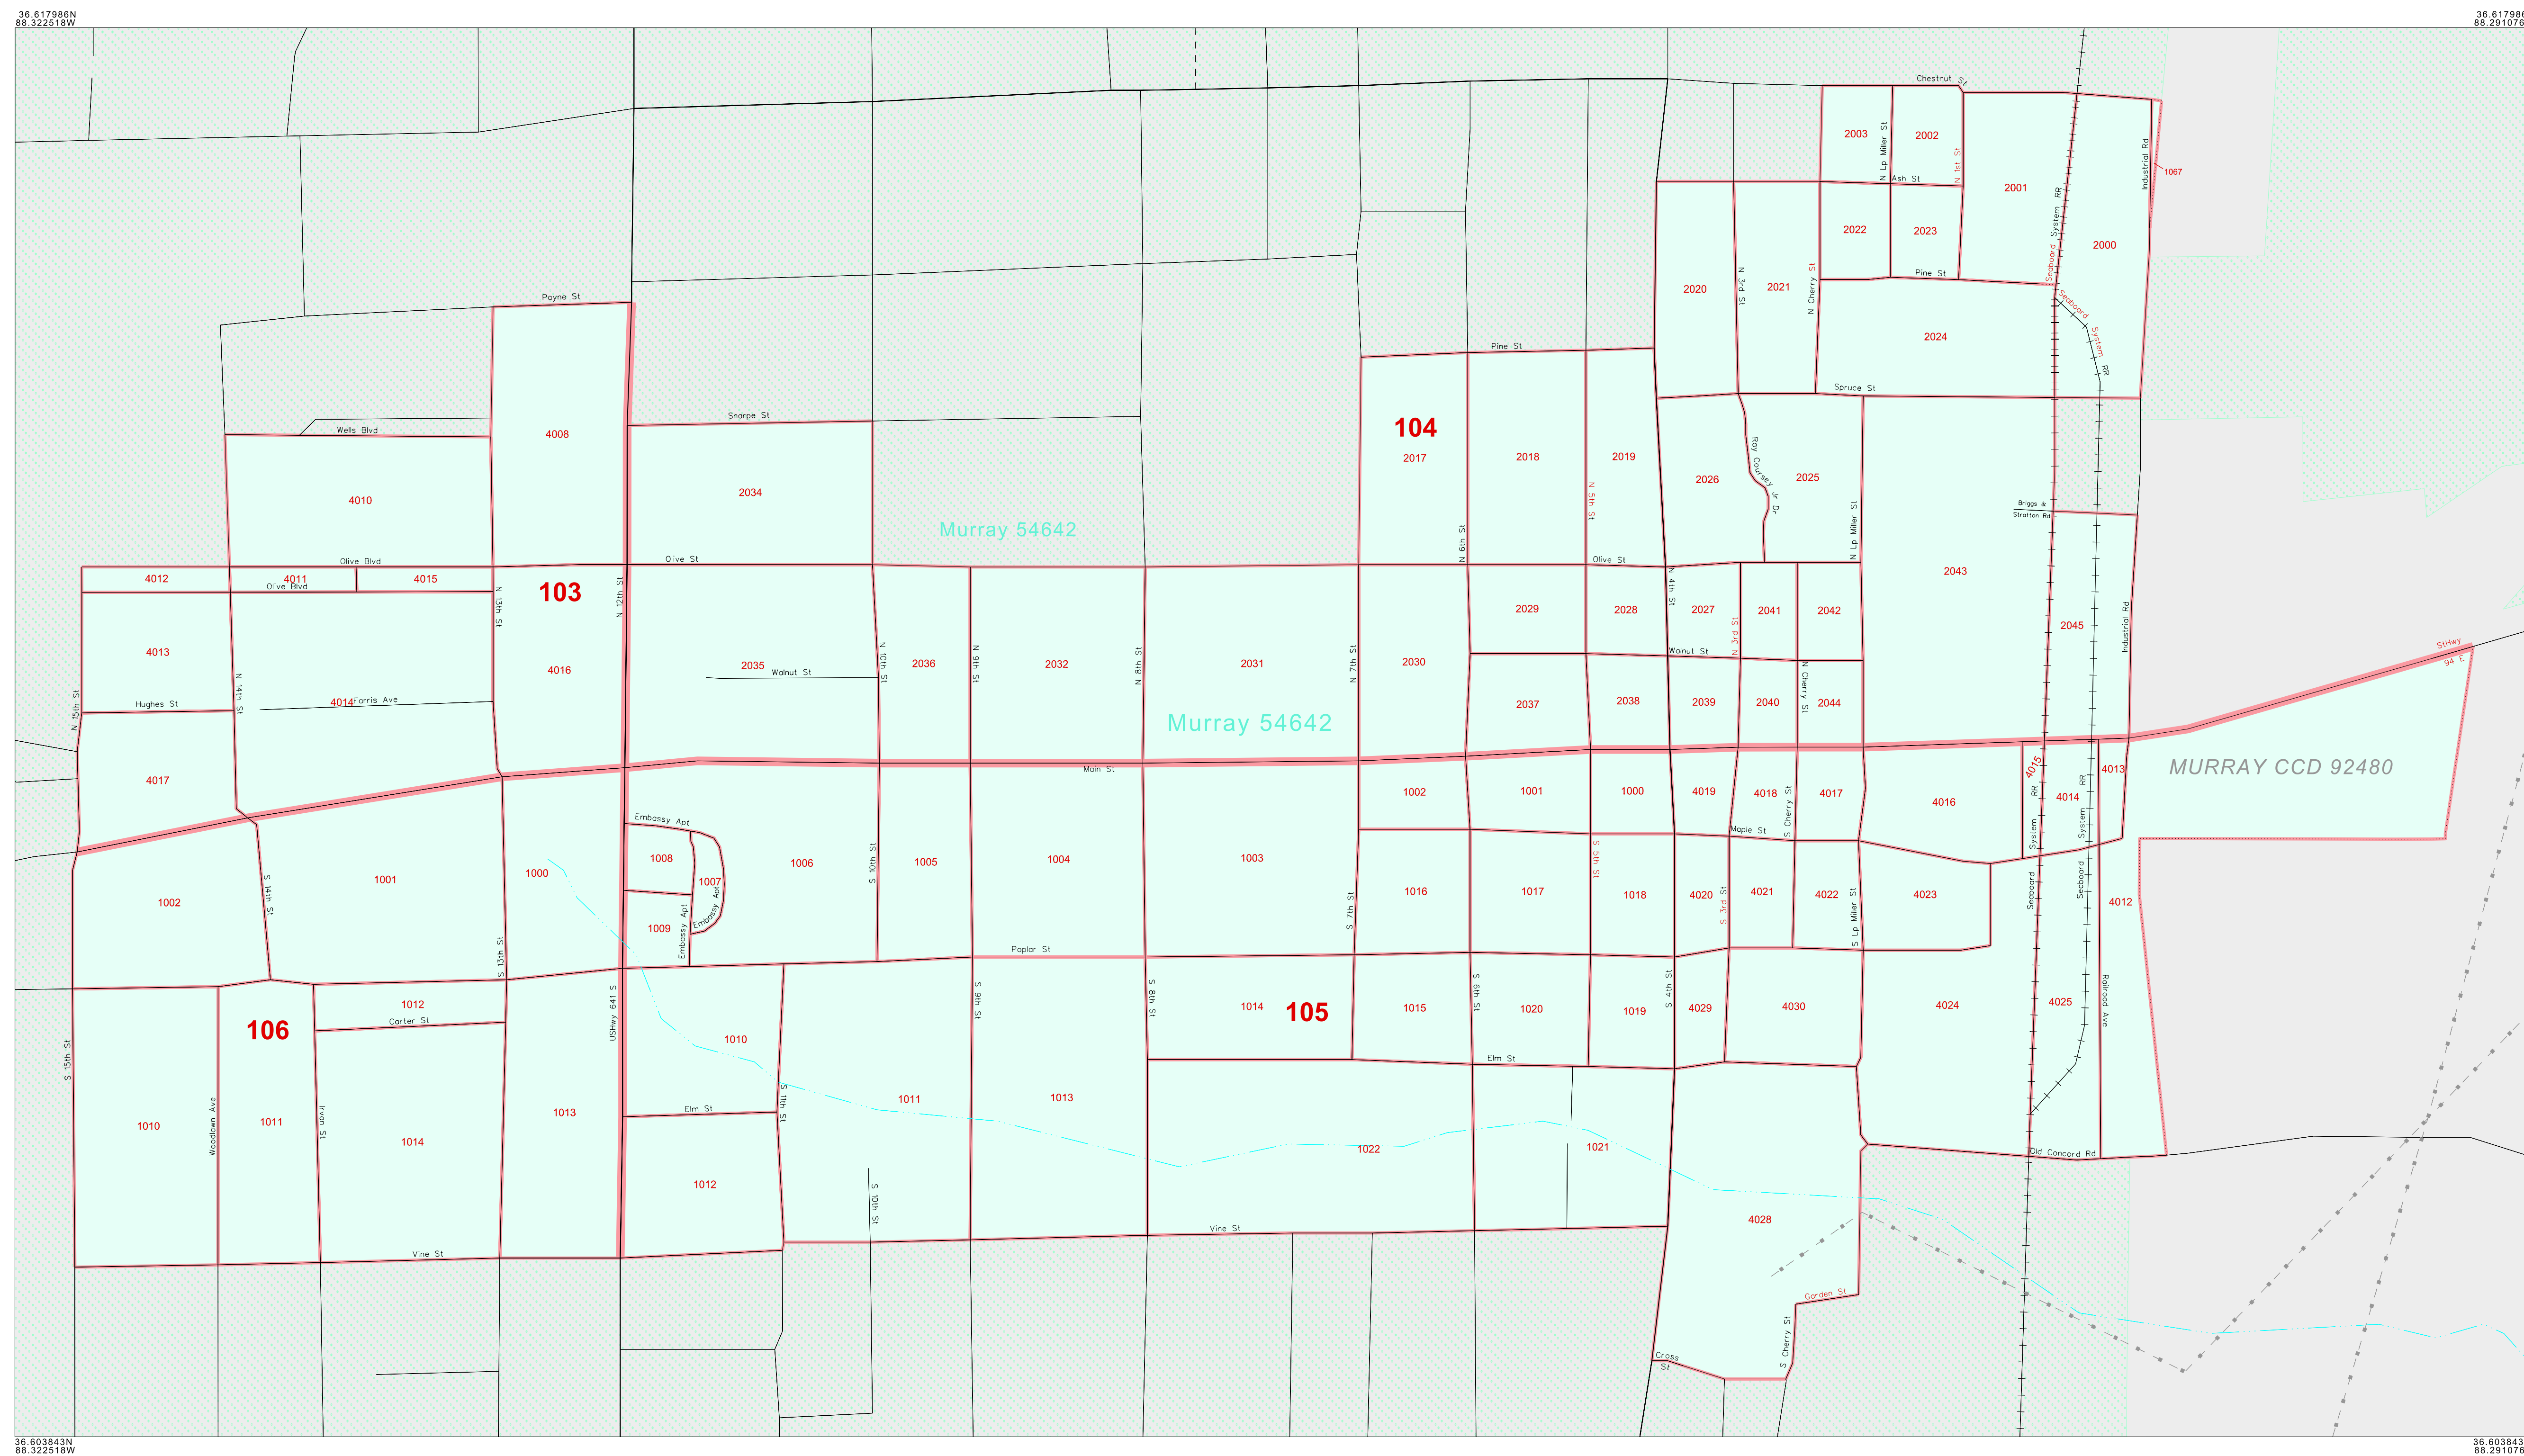 36.617986N
88.322518W
36.617986
88.291076
Chestnut St
2003
N Lp Miller St
2002
N 1st St
Ash St
2001
Seaboard System RR
2000
Industrial Rd
1067
2022
2023
Pine St
2020
N 3rd St
2021
N Cherry St
2024
Seaboard System RR
Payne St
4008
Pine St
Spruce St
Sharpe St
Wells Blvd
104
2017
2018
2019
N 5th St
N 6th St
2026
Ray Coursey Jr Dr
2025
N Lp Miller St
4010
2034
Murray 54642
Briggs &
Stratton Rd
Olive Blvd
Olive St
Olive St
4012
4011
4015
Olive Blvd
103
N 13th St
N 12th St
N 4th St
2043
2029
2028
2027
N 3rd St
2041
2042
2045
Industrial Rd
4013
N 14th St
4016
2035
Walnut St
N 10th St
2036
N 9th St
2032
N 8th St
2031
N 7th St
2030
Walnut St
N Cherry St
StHwy
94 E
N 15th St
Hughes St
4014
Farris Ave
2037
2038
2039
2040
2044
Murray 54642
4017
Main St
MURRAY CCD 92480
1002
1001
1000
4019
4018
S Cherry St
4017
4016
4015
4014
4013
Seaboard System RR
Seaboard System RR
Embassy Apt
Maple St
1008
1007
1006
S 10th St
1005
1004
1003
1000
1001
1002
S 14th St
S 13th St
1009
Embassy Apt
Embassy Apt
S 7th St
1016
1017
S 5th St
1018
4020
S 3rd St
4021
4022
S Lp Miller St
4023
4012
Poplar St
1012
Carter St
106
USHwy 641 S
S 9th St
S 8th St
1014
105
1015
S 6th St
1020
1019
S 4th St
4029
4030
4024
4025
Railroad Ave
S 15th St
1010
Elm St
1010
Woodlawn Ave
1011
Irvan St
1014
1013
Elm St
S 11th St
1011
1013
1022
1021
Old Concord Rd
1012
S 10th St
Vine St
Vine St
4028
Garden St
S Cherry St
Cross
St
36.603843N
88.322518W
36.603843
88.291076